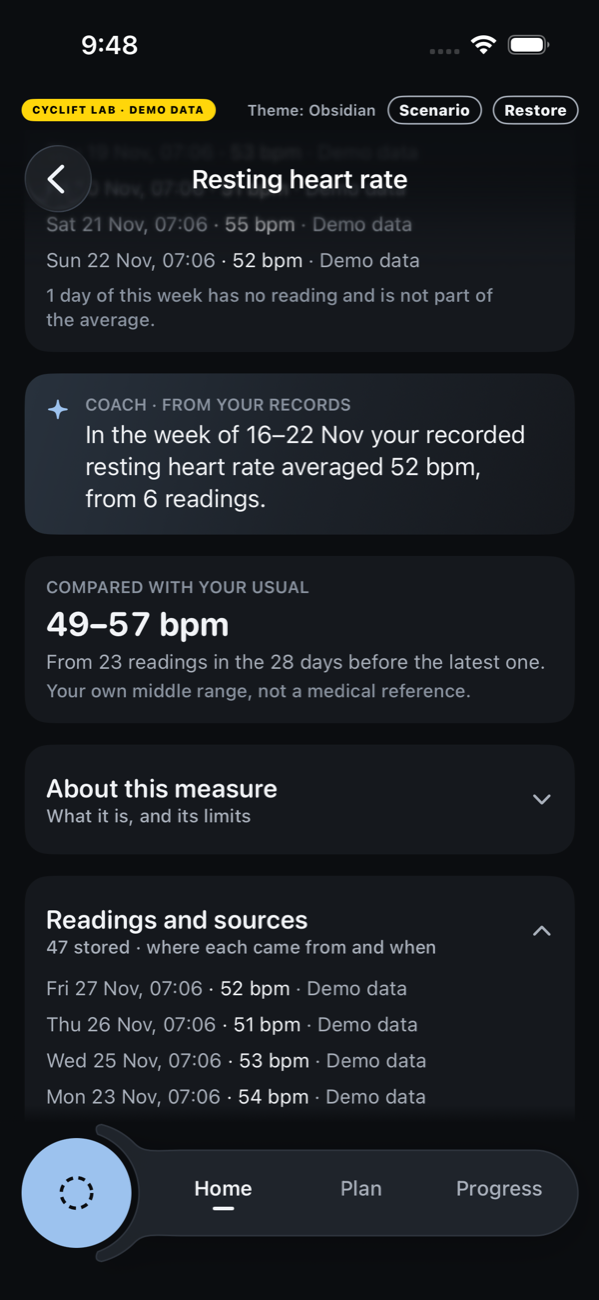 9:48
CYCLIFT LAB · DEMO DATA
Theme: Obsidian
Scenario
Restore
Resting heart rate
Sat 21 Nov, 07:06 · 55 bpm · Demo data
Sun 22 Nov, 07:06 · 52 bpm · Demo data
1 day of this week has no reading and is not part of
the average.
COACH · FROM YOUR RECORDS
In the week of 16–22 Nov your recorded
resting heart rate averaged 52 bpm,
from 6 readings.
COMPARED WITH YOUR USUAL
49–57 bpm
From 23 readings in the 28 days before the latest one.
Your own middle range, not a medical reference.
About this measure
What it is, and its limits
Readings and sources
47 stored · where each came from and when
Fri 27 Nov, 07:06 · 52 bpm · Demo data
Thu 26 Nov, 07:06 · 51 bpm · Demo data
Wed 25 Nov, 07:06 · 53 bpm · Demo data
Mon 23 Nov, 07:06 · 54 bpm · Demo data
Home
Plan
Progress